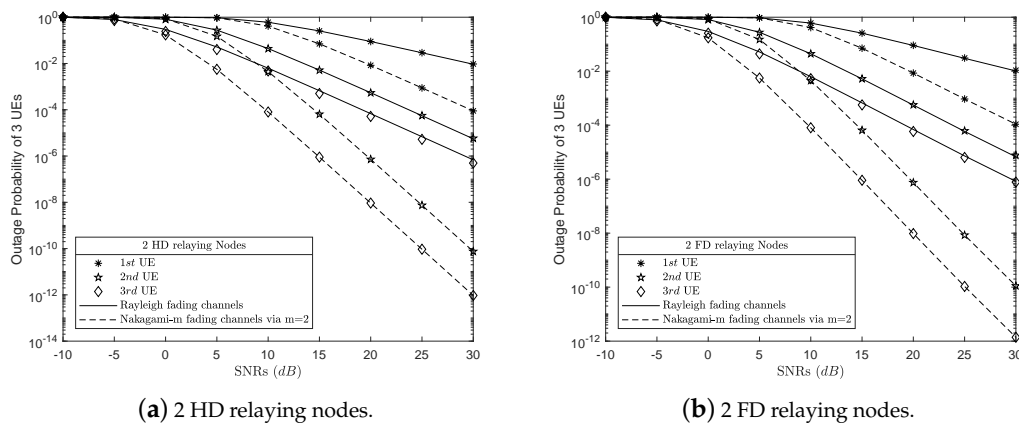 Outage Probability of 3 UEs
10^0
10^-2
10^-4
10^-6
10^-8
10^-10
10^-12
10^-14
2 HD relaying Nodes
1st UE
2nd UE
3rd UE
Rayleigh fading channels
Nakagami-m fading channels via m=2
-10 -5 0 5 10 15 20 25 30
SNRs (dB)
(a) 2 HD relaying nodes.
Outage Probability of 3 UEs
10^0
10^-2
10^-4
10^-6
10^-8
10^-10
10^-12
2 FD relaying Nodes
1st UE
2nd UE
3rd UE
Rayleigh fading channels
Nakagami-m fading channels via m=2
-10 -5 0 5 10 15 20 25 30
SNRs (dB)
(b) 2 FD relaying nodes.